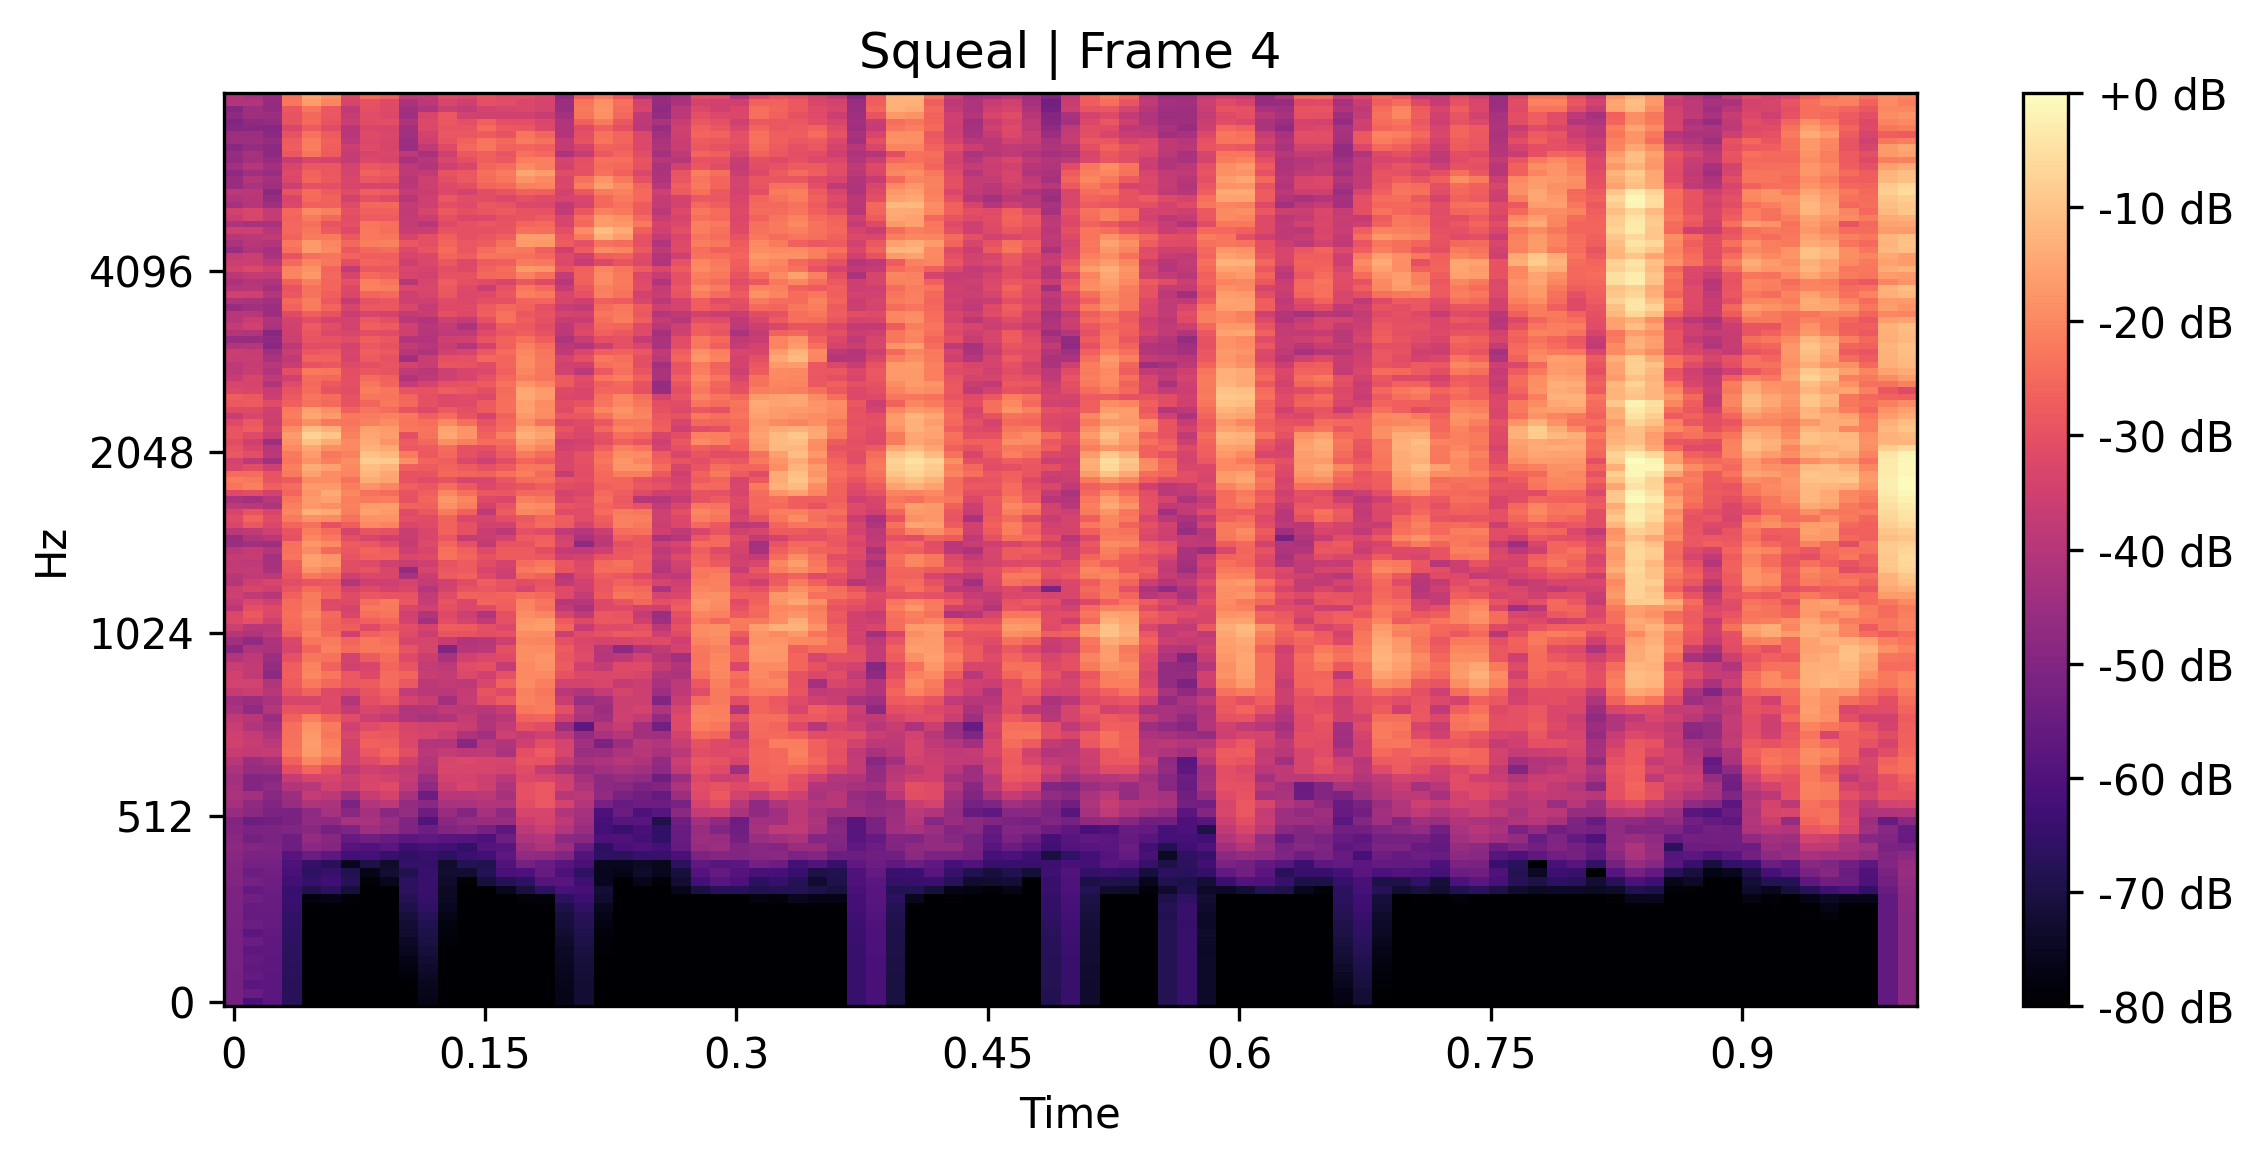 Squeal | Frame 4
Hz
4096
2048
1024
512
0
0 0.15 0.3 0.45 0.6 0.75 0.9
Time
+0 dB
-10 dB
-20 dB
-30 dB
-40 dB
-50 dB
-60 dB
-70 dB
-80 dB